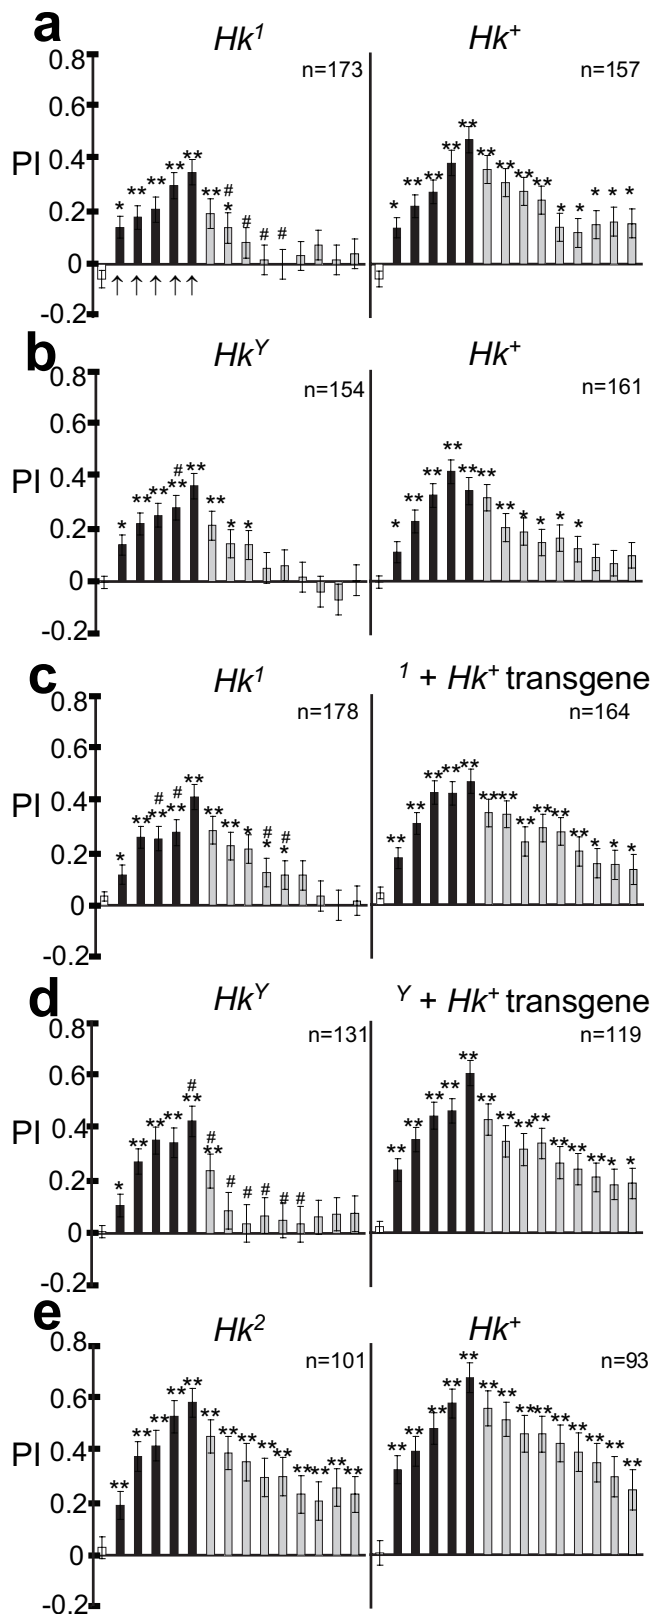 a
Hk¹ Hk⁺
n=173 n=157
0.8
0.6
PI 0.4
0.2
0
-0.2
* ** ** ** ** ** # * # # #
* ** ** ** ** ** ** ** ** * * * * *
↑ ↑ ↑ ↑ ↑
b
Hkʸ Hk⁺
n=154 n=161
0.8
0.6
PI 0.4
0.2
0
-0.2
* ** ** # ** ** ** * *
* ** ** ** ** ** ** * * * *
c
Hk¹ ¹ + Hk⁺ transgene
n=178 n=164
0.8
0.6
PI 0.4
0.2
0
-0.2
* ** # ** # ** ** ** ** * # * # *
** ** ** ** ** ** ** ** ** ** ** * * *
d
Hkʸ ʸ + Hk⁺ transgene
n=131 n=119
0.8
0.6
PI 0.4
0.2
0
-0.2
* ** ** ** # ** # ** # # # # #
** ** ** ** ** ** ** ** ** ** ** ** * *
e
Hk² Hk⁺
n=101 n=93
0.8
0.6
PI 0.4
0.2
0
-0.2
** ** ** ** ** ** ** ** ** ** ** ** ** **
** ** ** ** ** ** ** ** ** ** ** ** ** **